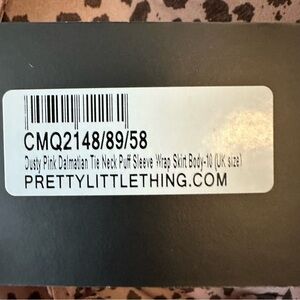 CMQ2148/89/58
Dusty Pink Dalmatian Tie Neck Puff Sleeve Wrap Skirt Body-10 (UK size)
PRETTYLITTLETHING.COM